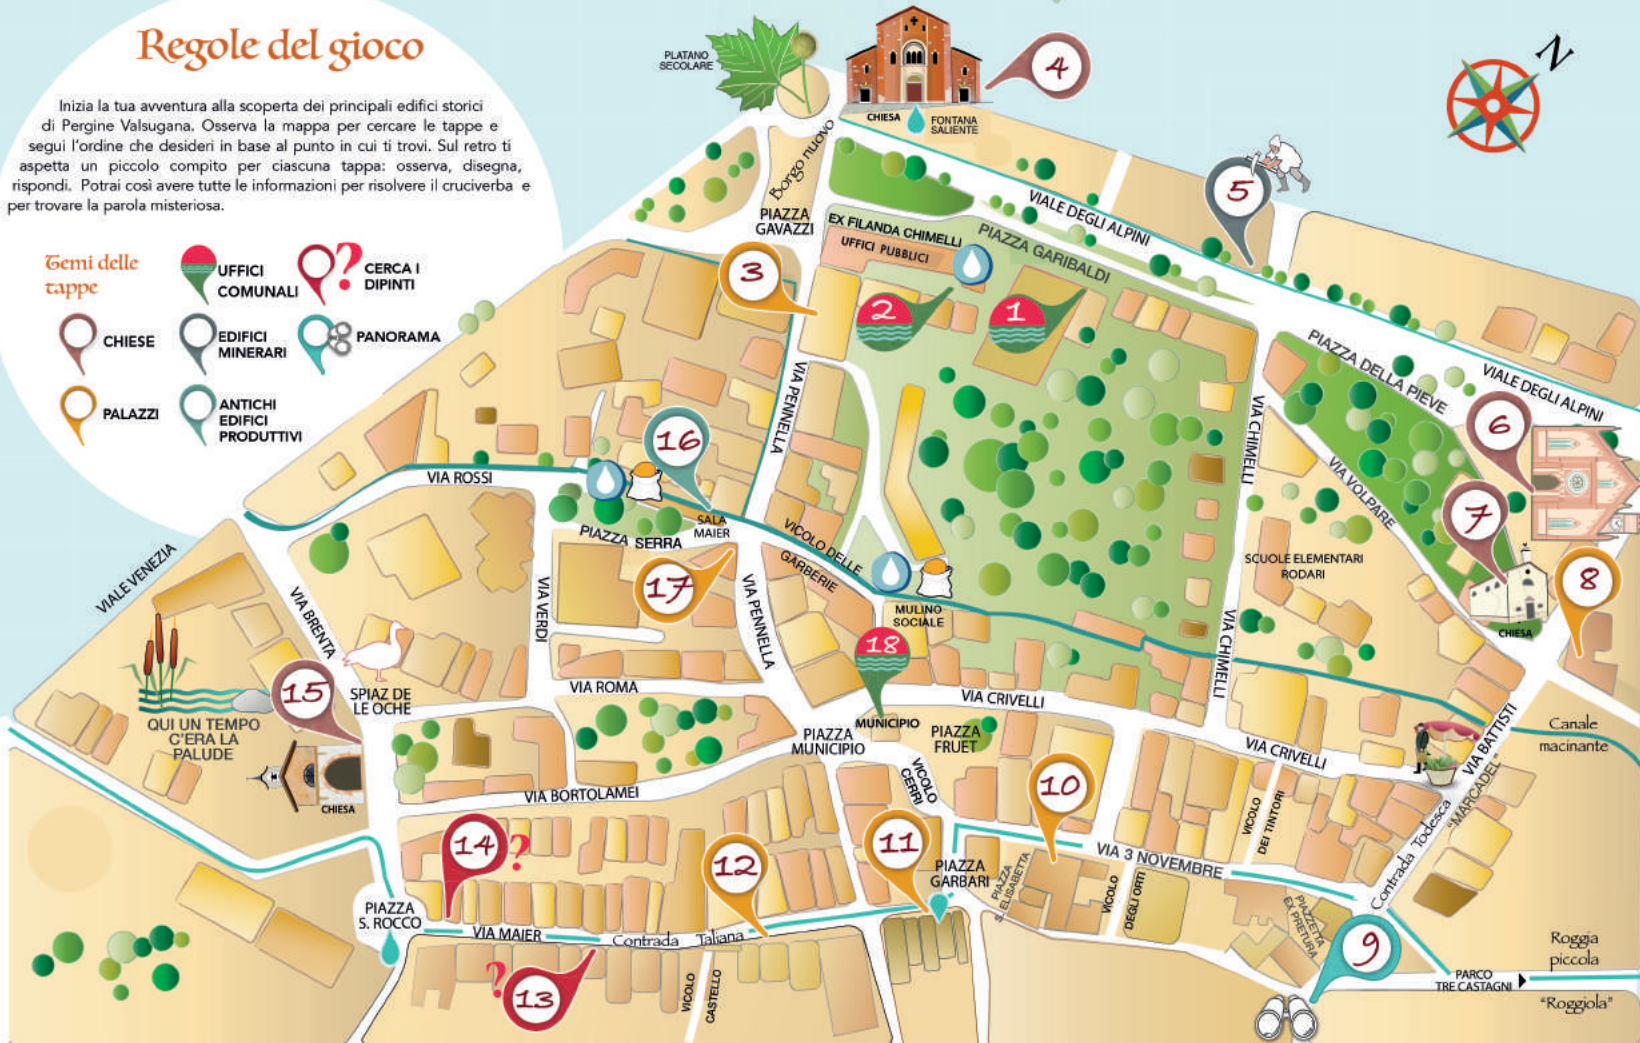 Regole del gioco
Inizia la tua avventura alla scoperta dei principali edifici storici
di Pergine Valsugana. Osserva la mappa per cercare le tappe e
segui l'ordine che desideri in base al punto in cui ti trovi. Sul retro ti
aspetta un piccolo compito per ciascuna tappa: osserva, disegna,
rispondi. Potrai così avere tutte le informazioni per risolvere il cruciverba e
per trovare la parola misteriosa.
Temi delle
tappe
UFFICI
COMUNALI
?
CERCA I
DIPINTI
CHIESE
EDIFICI
MINERARI
PANORAMA
PALAZZI
ANTICHI
EDIFICI
PRODUTTIVI
PLATANO
SECOLARE
4
CHIESA
FONTANA
SALIENTE
N
Borgo nuovo
PIAZZA
GAVAZZI
5
VIALE DEGLI ALPINI
EX FILANDA CHIMELLI
UFFICI PUBBLICI
PIAZZA GARIBALDI
3
2
1
PIAZZA DELLA PIEVE
VIALE DEGLI ALPINI
VIA PENNELLA
VIA CHIMELLI
VIA VOLPARE
6
7
16
VIA ROSSI
SALA
MAIER
PIAZZA SERRA
VICOLO DELLE
GARBERIE
SCUOLE ELEMENTARI
RODARI
8
CHIESA
VIALE VENEZIA
VIA BRENTA
VIA VERDI
17
VIA PENNELLA
MULINO
SOCIALE
18
VIA CHIMELLI
15
SPIAZ DE
LE OCHE
VIA ROMA
VIA CRIVELLI
QUI UN TEMPO
C'ERA LA
PALUDE
MUNICIPIO
PIAZZA
MUNICIPIO
PIAZZA
FRUET
VIA CRIVELLI
VIA BATTISTI
Canale
macinante
CHIESA
VIA BORTOLAMEI
VICOLO
CERRI
10
VICOLO
DEI TINTORI
Contrada Todesca
"MARCADEL"
14
?
12
11
PIAZZA
GARBARI
VIA 3 NOVEMBRE
PIAZZA
S. ELISABETTA
VICOLO
DEGLI ORTI
PIAZZETTA
EX PRETURA
PIAZZA
S. ROCCO
VIA MAIER
Contrada Taliana
9
Roggia
piccola
?
13
VICOLO
CASTELLO
PARCO
TRE CASTAGNI
"Roggiola"